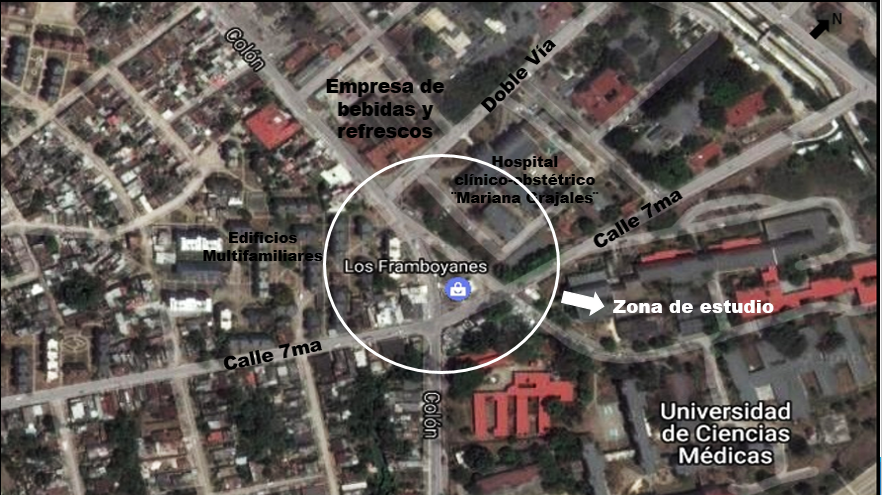 N
Colón
Doble Vía
Empresa de
bebidas y
refrescos
Hospital
clínico-obstétrico
¨Mariana Grajales¨
Calle 7ma
Edificios
Multifamiliares
Los Framboyanes
Zona de estudio
Calle 7ma
Colón
Universidad
de Ciencias
Médicas